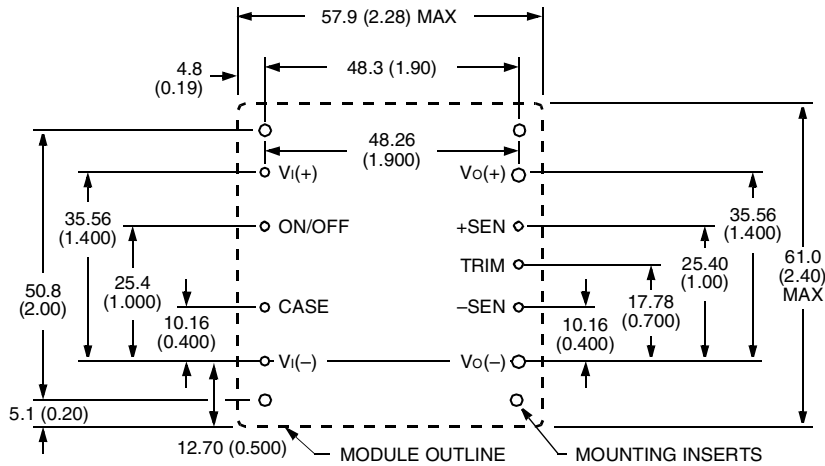 57.9 (2.28) MAX
4.8
(0.19)
48.3 (1.90)
48.26
(1.900)
VI(+)
VO(+)
35.56
(1.400)
ON/OFF
+SEN
35.56
(1.400)
61.0
(2.40)
MAX
TRIM
25.4
(1.000)
25.40
(1.00)
50.8
(2.00)
17.78
(0.700)
CASE
–SEN
10.16
(0.400)
10.16
(0.400)
VI(–)
VO(–)
5.1 (0.20)
12.70 (0.500)
MODULE OUTLINE
MOUNTING INSERTS